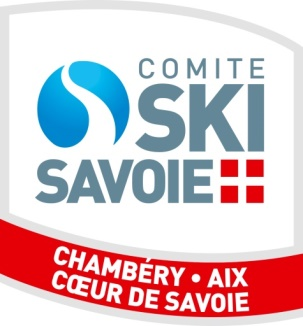 COMITE
SKI
SAVOIE
CHAMBÉRY • AIX
CŒUR DE SAVOIE